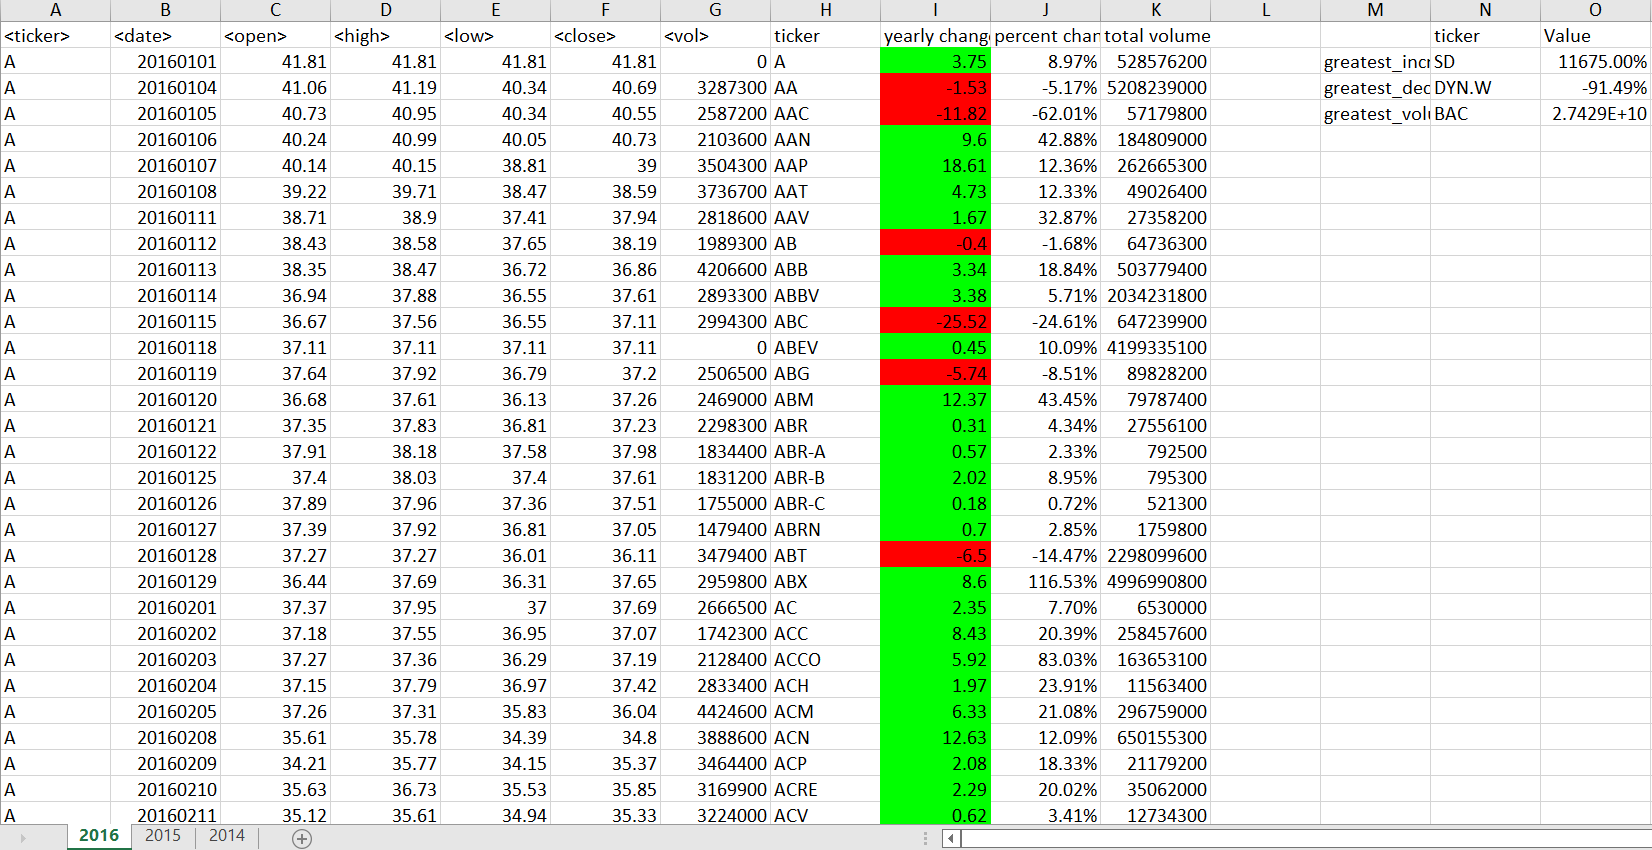 A B C D E F G H I J K L M N O
<ticker> <date> <open> <high> <low> <close> <vol> ticker yearly chang percent char total volume ticker Value
A 20160101 41.81 41.81 41.81 41.81 0 A 3.75 8.97% 528576200 greatest_incr SD 11675.00%
A 20160104 41.06 41.19 40.34 40.69 3287300 AA -1.53 -5.17% 5208239000 greatest_dec DYN.W -91.49%
A 20160105 40.73 40.95 40.34 40.55 2587200 AAC -11.82 -62.01% 57179800 greatest_volu BAC 2.7429E+10
A 20160106 40.24 40.99 40.05 40.73 2103600 AAN 9.6 42.88% 184809000
A 20160107 40.14 40.15 38.81 39 3504300 AAP 18.61 12.36% 262665300
A 20160108 39.22 39.71 38.47 38.59 3736700 AAT 4.73 12.33% 49026400
A 20160111 38.71 38.9 37.41 37.94 2818600 AAV 1.67 32.87% 27358200
A 20160112 38.43 38.58 37.65 38.19 1989300 AB -0.4 -1.68% 64736300
A 20160113 38.35 38.47 36.72 36.86 4206600 ABB 3.34 18.84% 503779400
A 20160114 36.94 37.88 36.55 37.61 2893300 ABBV 3.38 5.71% 2034231800
A 20160115 36.67 37.56 36.55 37.11 2994300 ABC -25.52 -24.61% 647239900
A 20160118 37.11 37.11 37.11 37.11 0 ABEV 0.45 10.09% 4199335100
A 20160119 37.64 37.92 36.79 37.2 2506500 ABG -5.74 -8.51% 89828200
A 20160120 36.68 37.61 36.13 37.26 2469000 ABM 12.37 43.45% 79787400
A 20160121 37.35 37.83 36.81 37.23 2298300 ABR 0.31 4.34% 27556100
A 20160122 37.91 38.18 37.58 37.98 1834400 ABR-A 0.57 2.33% 792500
A 20160125 37.4 38.03 37.4 37.61 1831200 ABR-B 2.02 8.95% 795300
A 20160126 37.89 37.96 37.36 37.51 1755000 ABR-C 0.18 0.72% 521300
A 20160127 37.39 37.92 36.81 37.05 1479400 ABRN 0.7 2.85% 1759800
A 20160128 37.27 37.27 36.01 36.11 3479400 ABT -6.5 -14.47% 2298099600
A 20160129 36.44 37.69 36.31 37.65 2959800 ABX 8.6 116.53% 4996990800
A 20160201 37.37 37.95 37 37.69 2666500 AC 2.35 7.70% 6530000
A 20160202 37.18 37.55 36.95 37.07 1742300 ACC 8.43 20.39% 258457600
A 20160203 37.27 37.36 36.29 37.19 2128400 ACCO 5.92 83.03% 163653100
A 20160204 37.15 37.79 36.97 37.42 2833400 ACH 1.97 23.91% 11563400
A 20160205 37.26 37.31 35.83 36.04 4424600 ACM 6.33 21.08% 296759000
A 20160208 35.61 35.78 34.39 34.8 3888600 ACN 12.63 12.09% 650155300
A 20160209 34.21 35.77 34.15 35.37 3464400 ACP 2.08 18.33% 21179200
A 20160210 35.63 36.73 35.53 35.85 3169900 ACRE 2.29 20.02% 35062000
A 20160211 35.12 35.61 34.94 35.33 3224000 ACV 0.62 3.41% 12734300
2016 2015 2014